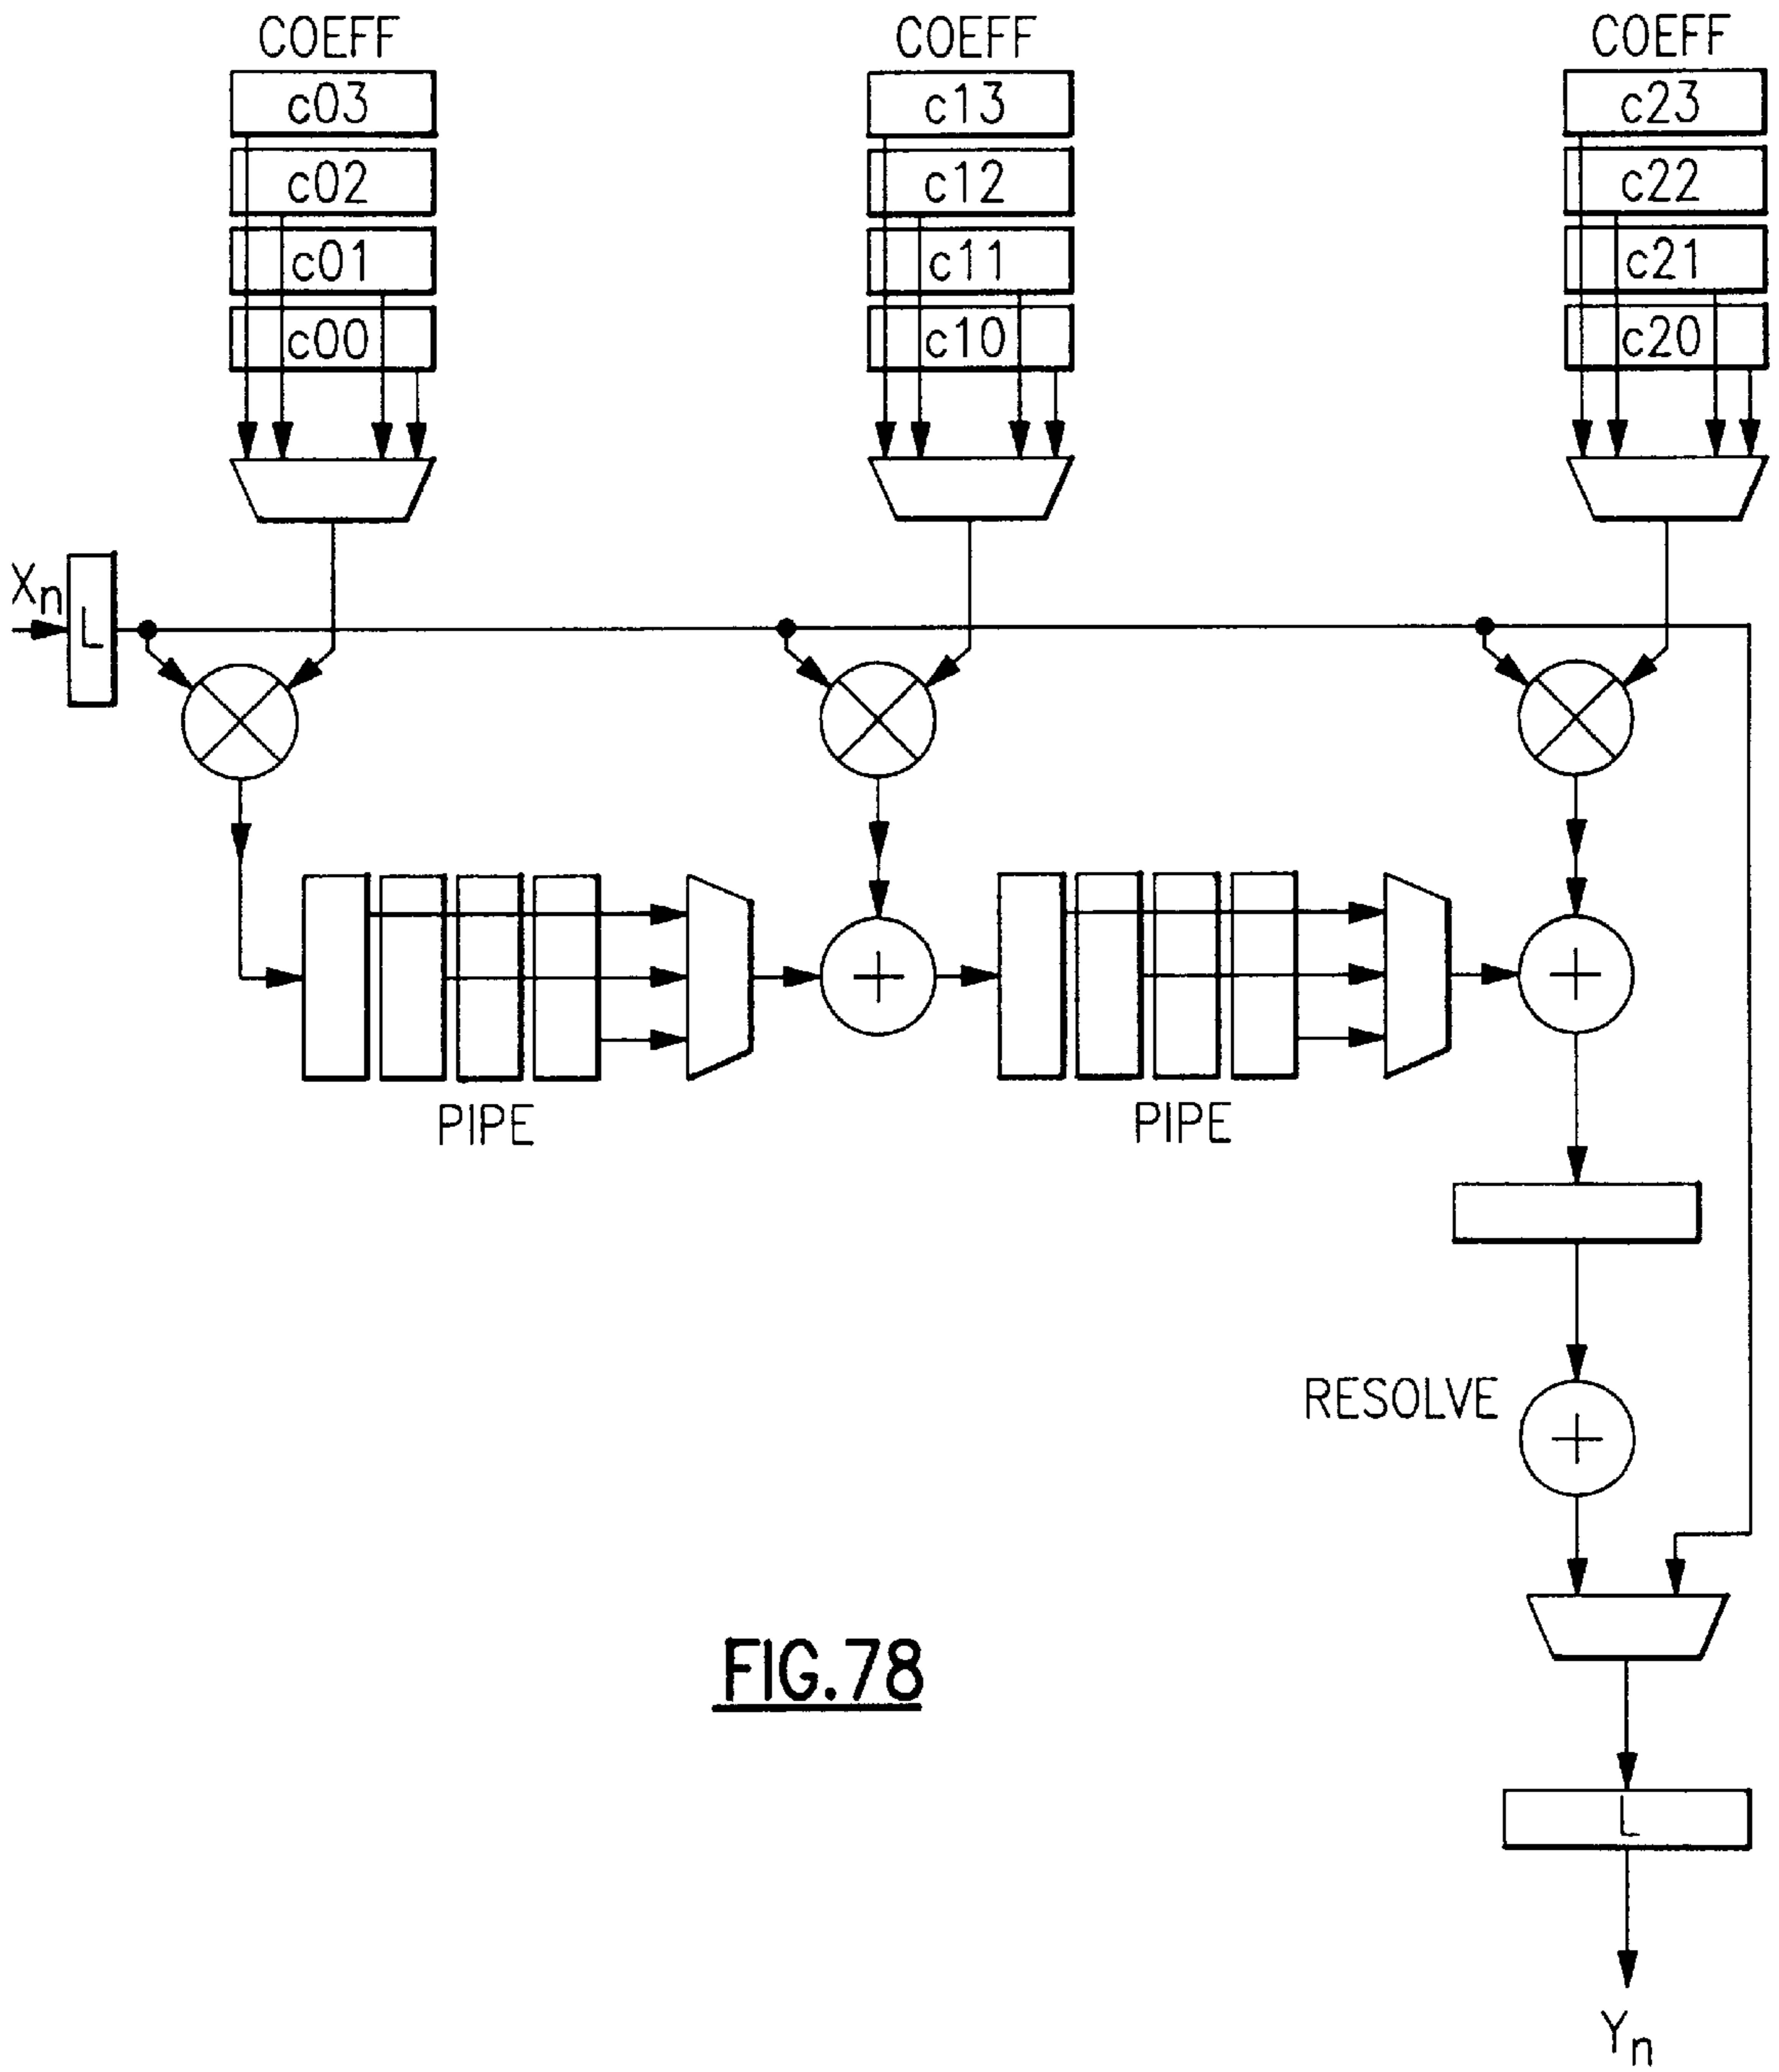 COEFF COEFF COEFF
c03 c13 c23
c02 c12 c22
c01 c11 c21
c00 c10 c20
Xn
L
PIPE PIPE
RESOLVE
FIG.78
L
Yn